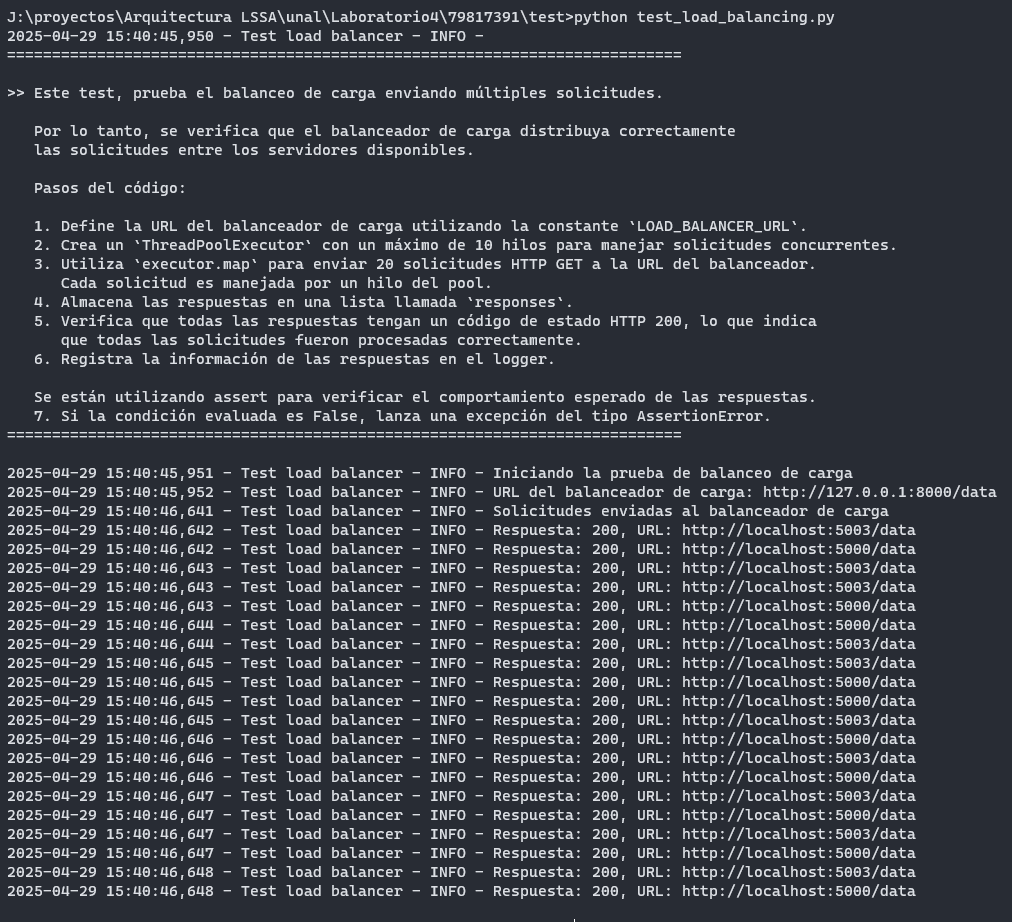 J:\proyectos\Arquitectura LSSA\unal\Laboratorio4\79817391\test>python test_load_balancing.py
2025-04-29 15:40:45,950 - Test load balancer - INFO -
===========================================================================
>> Este test, prueba el balanceo de carga enviando múltiples solicitudes.
Por lo tanto, se verifica que el balanceador de carga distribuya correctamente
las solicitudes entre los servidores disponibles.
Pasos del código:
1. Define la URL del balanceador de carga utilizando la constante `LOAD_BALANCER_URL`.
2. Crea un `ThreadPoolExecutor` con un máximo de 10 hilos para manejar solicitudes concurrentes.
3. Utiliza `executor.map` para enviar 20 solicitudes HTTP GET a la URL del balanceador.
Cada solicitud es manejada por un hilo del pool.
4. Almacena las respuestas en una lista llamada `responses`.
5. Verifica que todas las respuestas tengan un código de estado HTTP 200, lo que indica
que todas las solicitudes fueron procesadas correctamente.
6. Registra la información de las respuestas en el logger.
Se están utilizando assert para verificar el comportamiento esperado de las respuestas.
7. Si la condición evaluada es False, lanza una excepción del tipo AssertionError.
===========================================================================
2025-04-29 15:40:45,951 - Test load balancer - INFO - Iniciando la prueba de balanceo de carga
2025-04-29 15:40:45,952 - Test load balancer - INFO - URL del balanceador de carga: http://127.0.0.1:8000/data
2025-04-29 15:40:46,641 - Test load balancer - INFO - Solicitudes enviadas al balanceador de carga
2025-04-29 15:40:46,642 - Test load balancer - INFO - Respuesta: 200, URL: http://localhost:5003/data
2025-04-29 15:40:46,642 - Test load balancer - INFO - Respuesta: 200, URL: http://localhost:5000/data
2025-04-29 15:40:46,643 - Test load balancer - INFO - Respuesta: 200, URL: http://localhost:5003/data
2025-04-29 15:40:46,643 - Test load balancer - INFO - Respuesta: 200, URL: http://localhost:5003/data
2025-04-29 15:40:46,643 - Test load balancer - INFO - Respuesta: 200, URL: http://localhost:5000/data
2025-04-29 15:40:46,644 - Test load balancer - INFO - Respuesta: 200, URL: http://localhost:5000/data
2025-04-29 15:40:46,644 - Test load balancer - INFO - Respuesta: 200, URL: http://localhost:5003/data
2025-04-29 15:40:46,645 - Test load balancer - INFO - Respuesta: 200, URL: http://localhost:5003/data
2025-04-29 15:40:46,645 - Test load balancer - INFO - Respuesta: 200, URL: http://localhost:5000/data
2025-04-29 15:40:46,645 - Test load balancer - INFO - Respuesta: 200, URL: http://localhost:5000/data
2025-04-29 15:40:46,645 - Test load balancer - INFO - Respuesta: 200, URL: http://localhost:5003/data
2025-04-29 15:40:46,646 - Test load balancer - INFO - Respuesta: 200, URL: http://localhost:5000/data
2025-04-29 15:40:46,646 - Test load balancer - INFO - Respuesta: 200, URL: http://localhost:5003/data
2025-04-29 15:40:46,646 - Test load balancer - INFO - Respuesta: 200, URL: http://localhost:5000/data
2025-04-29 15:40:46,647 - Test load balancer - INFO - Respuesta: 200, URL: http://localhost:5003/data
2025-04-29 15:40:46,647 - Test load balancer - INFO - Respuesta: 200, URL: http://localhost:5000/data
2025-04-29 15:40:46,647 - Test load balancer - INFO - Respuesta: 200, URL: http://localhost:5003/data
2025-04-29 15:40:46,647 - Test load balancer - INFO - Respuesta: 200, URL: http://localhost:5000/data
2025-04-29 15:40:46,648 - Test load balancer - INFO - Respuesta: 200, URL: http://localhost:5003/data
2025-04-29 15:40:46,648 - Test load balancer - INFO - Respuesta: 200, URL: http://localhost:5000/data